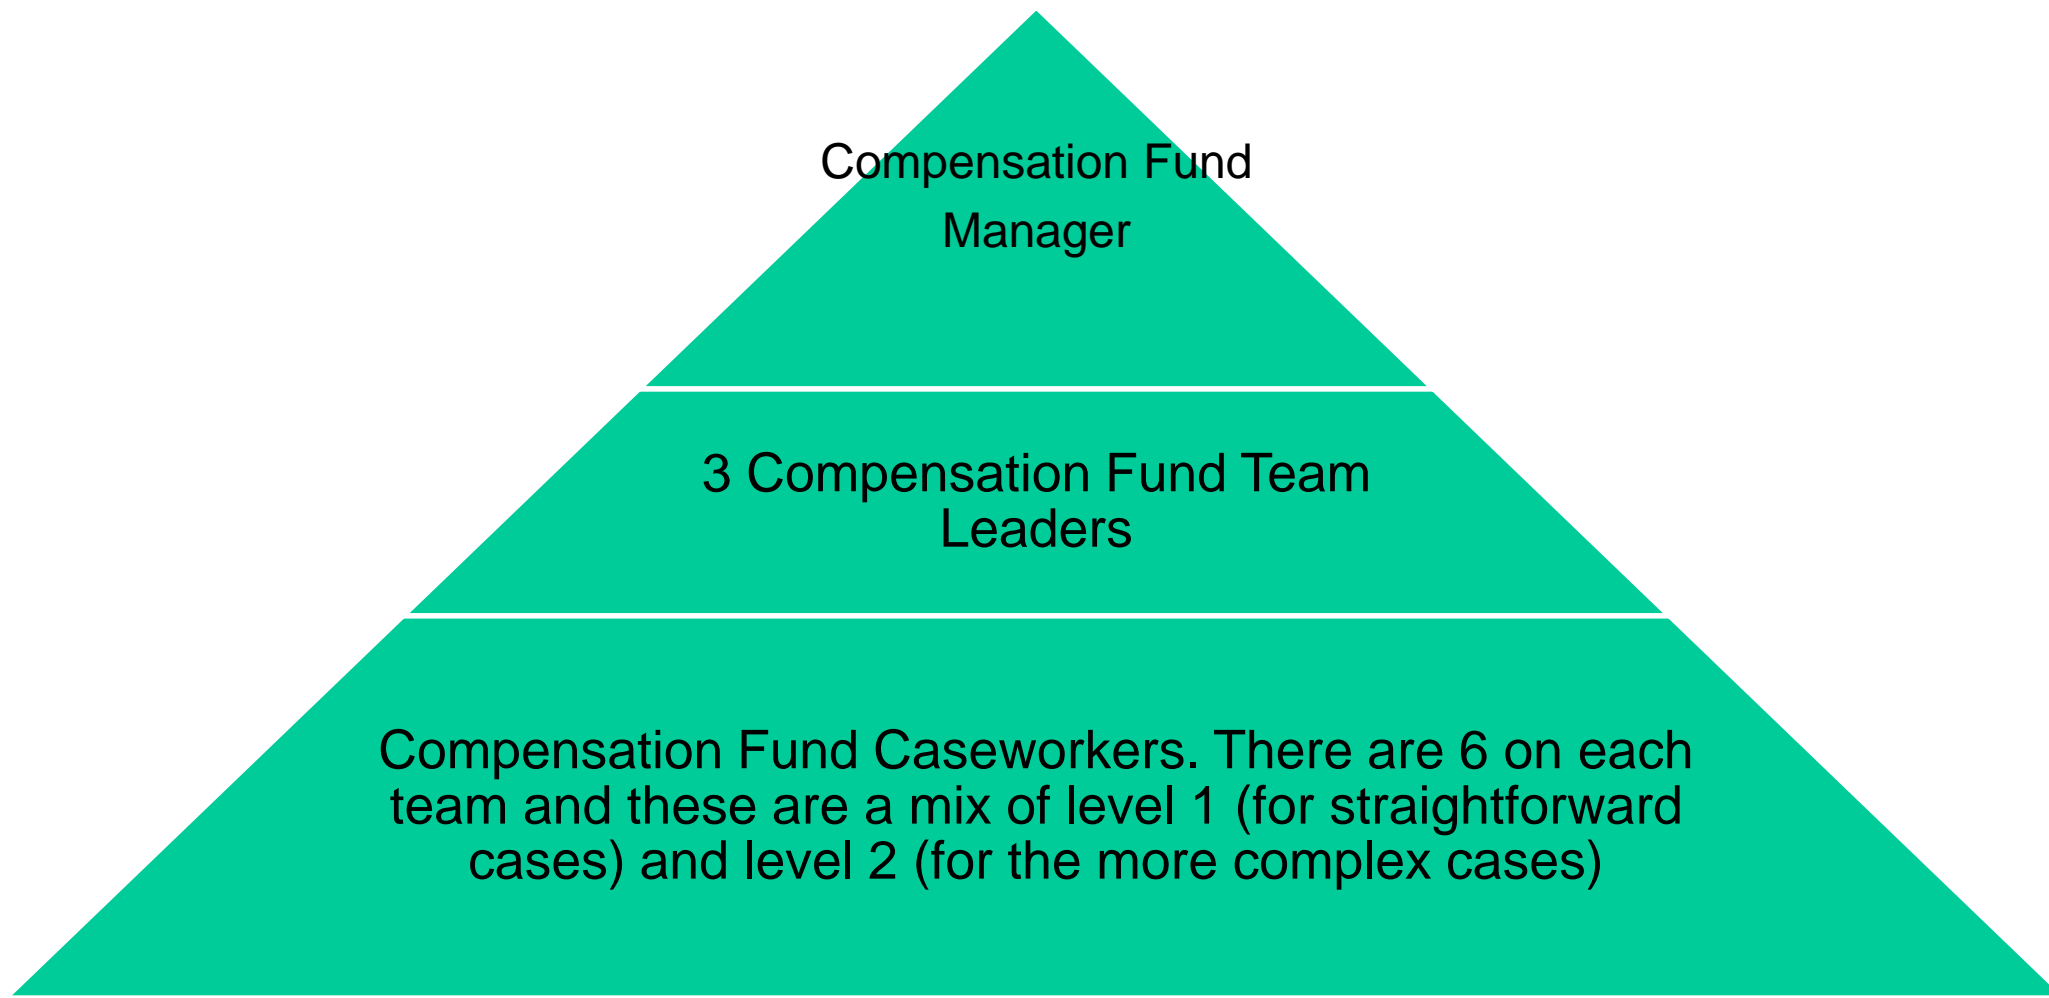 Compensation Fund
Manager
3 Compensation Fund Team
Leaders
Compensation Fund Caseworkers. There are 6 on each
team and these are a mix of level 1 (for straightforward
cases) and level 2 (for the more complex cases)